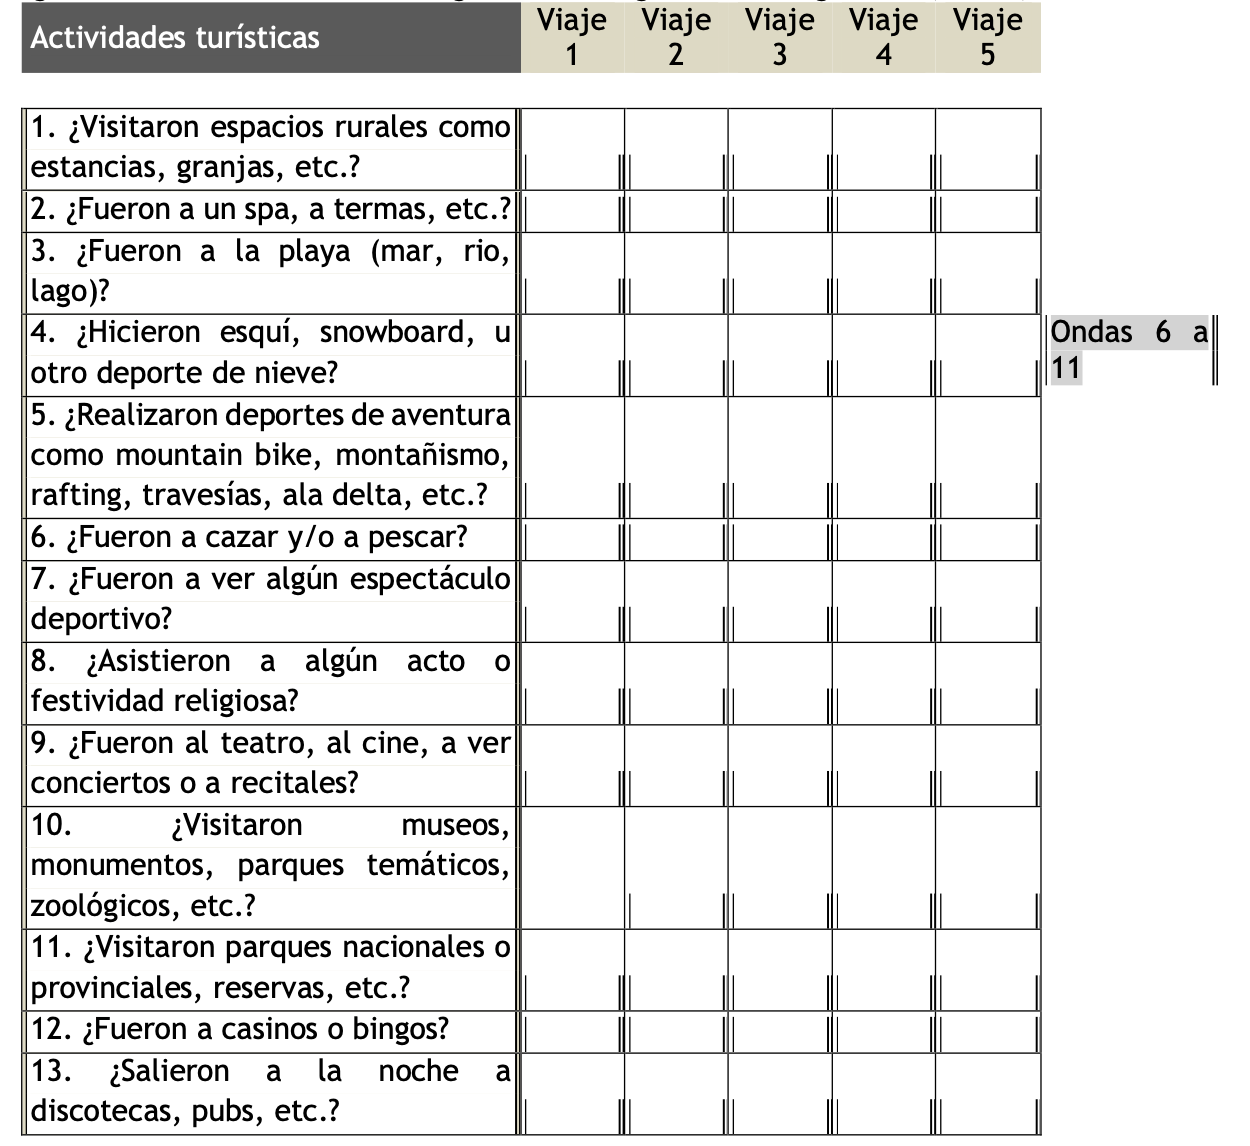 Actividades turísticas
Viaje 1
Viaje 2
Viaje 3
Viaje 4
Viaje 5
1. ¿Visitaron espacios rurales como
estancias, granjas, etc.?
2. ¿Fueron a un spa, a termas, etc.?
3. ¿Fueron a la playa (mar, rio,
lago)?
4. ¿Hicieron esquí, snowboard, u
otro deporte de nieve?
Ondas 6 a
11
5. ¿Realizaron deportes de aventura
como mountain bike, montañismo,
rafting, travesías, ala delta, etc.?
6. ¿Fueron a cazar y/o a pescar?
7. ¿Fueron a ver algún espectáculo
deportivo?
8. ¿Asistieron a algún acto o
festividad religiosa?
9. ¿Fueron al teatro, al cine, a ver
conciertos o a recitales?
10. ¿Visitaron museos,
monumentos, parques temáticos,
zoológicos, etc.?
11. ¿Visitaron parques nacionales o
provinciales, reservas, etc.?
12. ¿Fueron a casinos o bingos?
13. ¿Salieron a la noche a
discotecas, pubs, etc.?